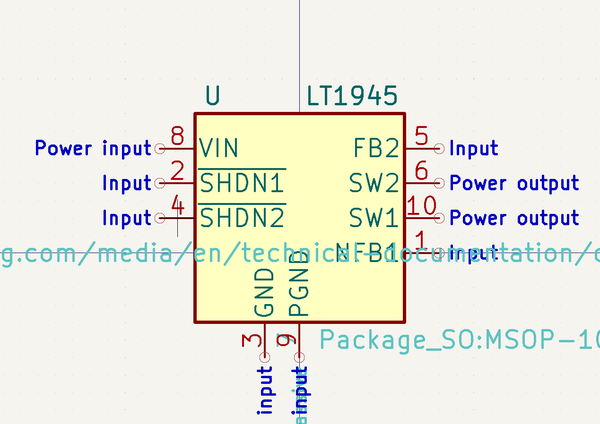 U LT1945
Power input 8 VIN FB2 5 Input
Input 2 SHDN1 SW2 6 Power output
Input 4 SHDN2 SW1 10 Power output
g.com/media/en/technical-documentation/
NFB1 1 Input
GND PGND
3 9 Package_SO:MSOP-10
input input